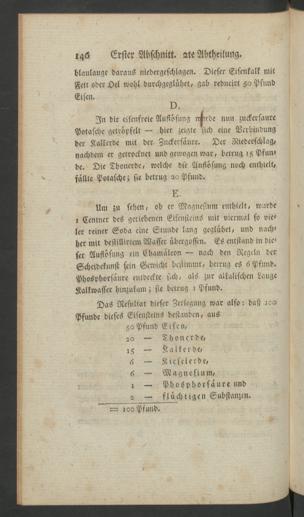 146 Erster Abschnitt. 2te Abtheilung.
blenlauge daraus niedergeschlagen. Dieser Eisenkalk mit
Fett oder Oel wohl durchgeglühet, gab reducirt 50 Pfund
Eisen.
D.
In die eisenfreie Auflösung wurde nun zuckersaure
Potasche getröpfelt — hier zeigte sich eine Verbindung
der Kalkerde mit der Zuckersäure. Der Niederschlag,
nachdem er getrocknet und gewogen war, betrug 15 Pfun-
de. Die Thonerde, welche die Auflösung noch enthielt,
fällte Potasche; sie betrug 20 Pfund.
E.
Um zu sehen, ob er Magnesium enthielt, wurde
1 Centner des geriebenen Eisensteins mit viermal so vie-
ler reiner Soda eine Stunde lang geglühet, und nach-
her mit destillirtem Wasser übergossen. Es entstand in die-
ser Auflösung ein Chamäleon — nach den Regeln der
Scheidekunst sein Gewicht bestimmt, betrug es 6 Pfund.
Phosphorsäure entdeckte sich, als zur alkalischen Lauge
Kalkwasser hinzukam; sie betrug 1 Pfund.
Das Resultat dieser Zerlegung war also: daß 100
Pfunde dieses Eisensteins bestanden, aus
50 Pfund Eisen,
20 — Thonerde,
15 — Kalkerde,
6 — Kieselerde,
6 — Magnesium,
1 — Phosphorsäure und
2 — flüchtigen Substanzen.
= 100 Pfund.